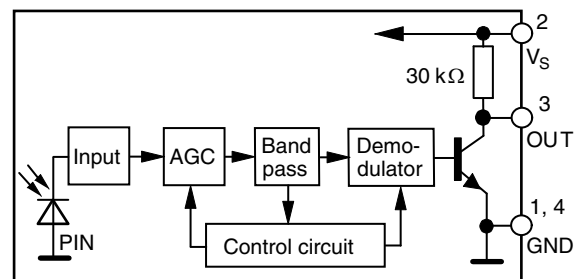 2
V_S
30 kΩ
3
OUT
Input
AGC
Band
pass
Demo-
dulator
1, 4
GND
PIN
Control circuit